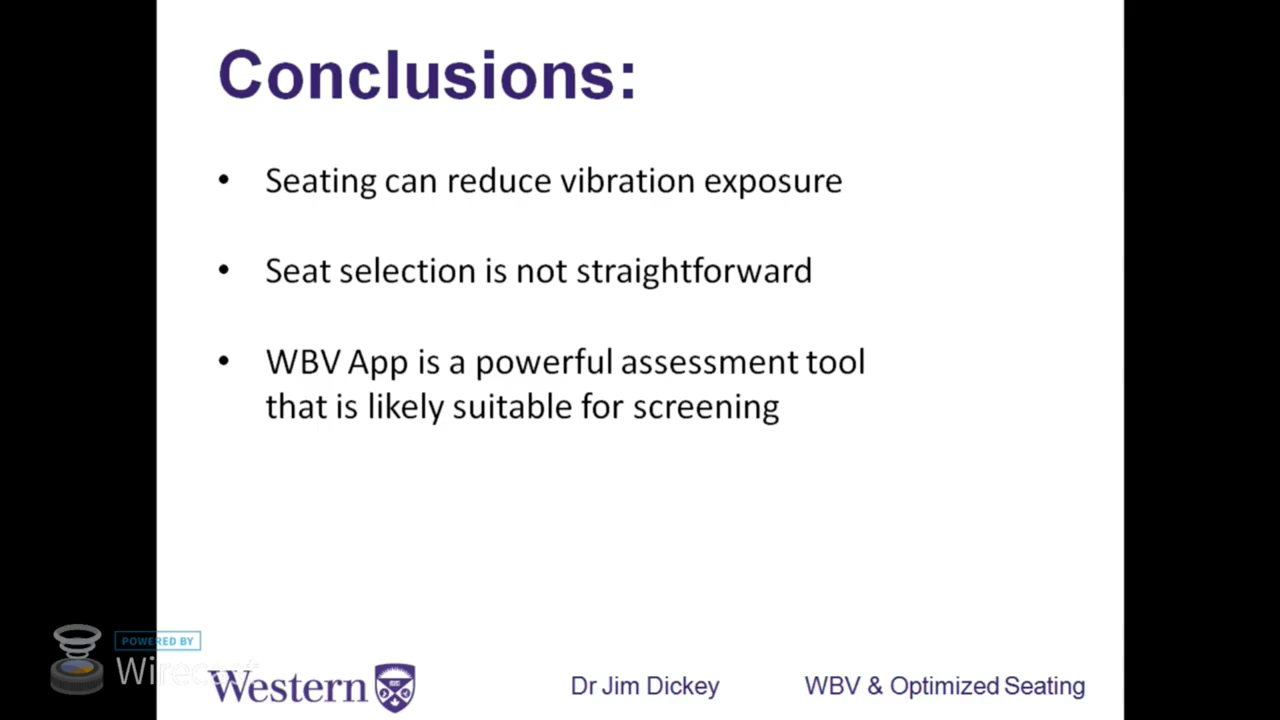 Conclusions:
• Seating can reduce vibration exposure
• Seat selection is not straightforward
• WBV App is a powerful assessment tool
that is likely suitable for screening
POWERED BY
Wirecast
Western
Dr Jim Dickey
WBV & Optimized Seating